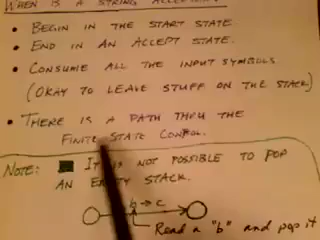 WHEN IS A STRING
• BEGIN IN THE START STATE
• END IN AN ACCEPT STATE.
• CONSUME ALL THE INPUT SYMBOLS
(OKAY TO LEAVE STUFF ON THE STACK)
• THERE IS A PATH THRU THE
FINITE STATE CONTROL.
NOTE: IT IS NOT POSSIBLE TO POP
AN EMPTY STACK.
b → c
Read a "b" and pop it